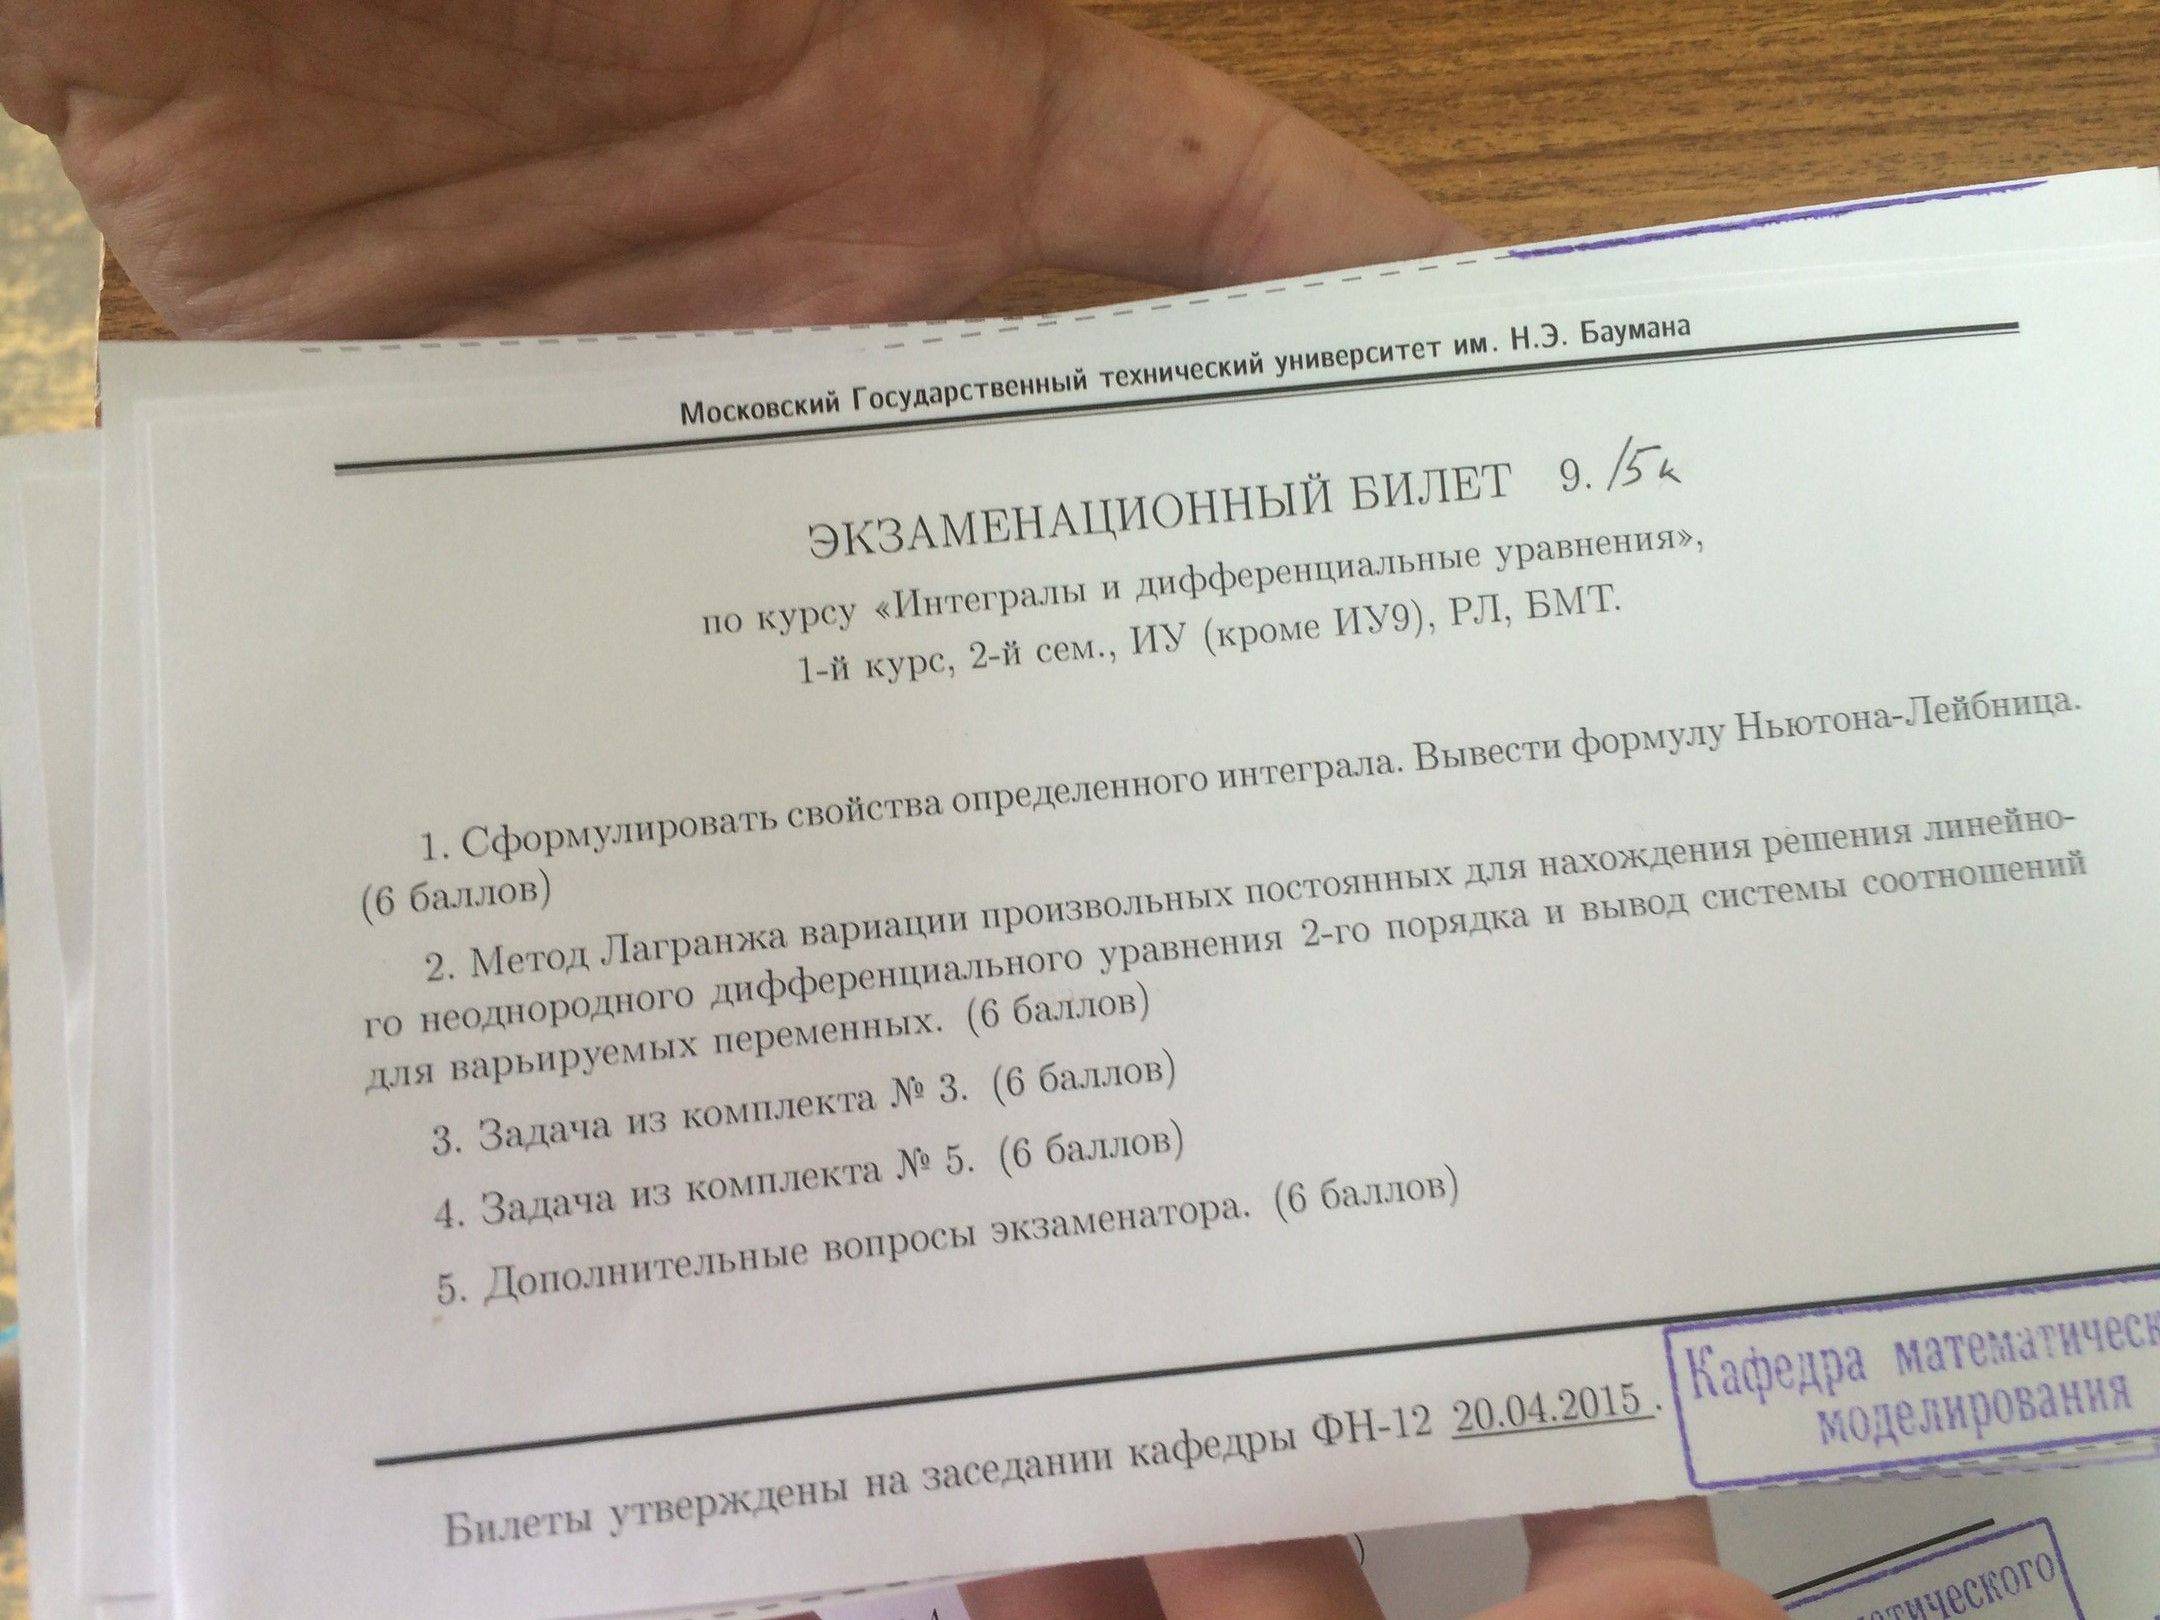 Московский Государственный технический университет им. Н.Э. Баумана
ЭКЗАМЕНАЦИОННЫЙ БИЛЕТ 9. /5к
по курсу «Интегралы и дифференциальные уравнения»,
1-й курс, 2-й сем., ИУ (кроме ИУ9), РЛ, БМТ.
1. Сформулировать свойства определенного интеграла. Вывести формулу Ньютона-Лейбница.
(6 баллов)
2. Метод Лагранжа вариации произвольных постоянных для нахождения решения линейно-
го неоднородного дифференциального уравнения 2-го порядка и вывод системы соотношений
для варьируемых переменных. (6 баллов)
3. Задача из комплекта № 3. (6 баллов)
4. Задача из комплекта № 5. (6 баллов)
5. Дополнительные вопросы экзаменатора. (6 баллов)
Билеты утверждены на заседании кафедры ФН-12 20.04.2015.
Кафедра математическ
моделирования